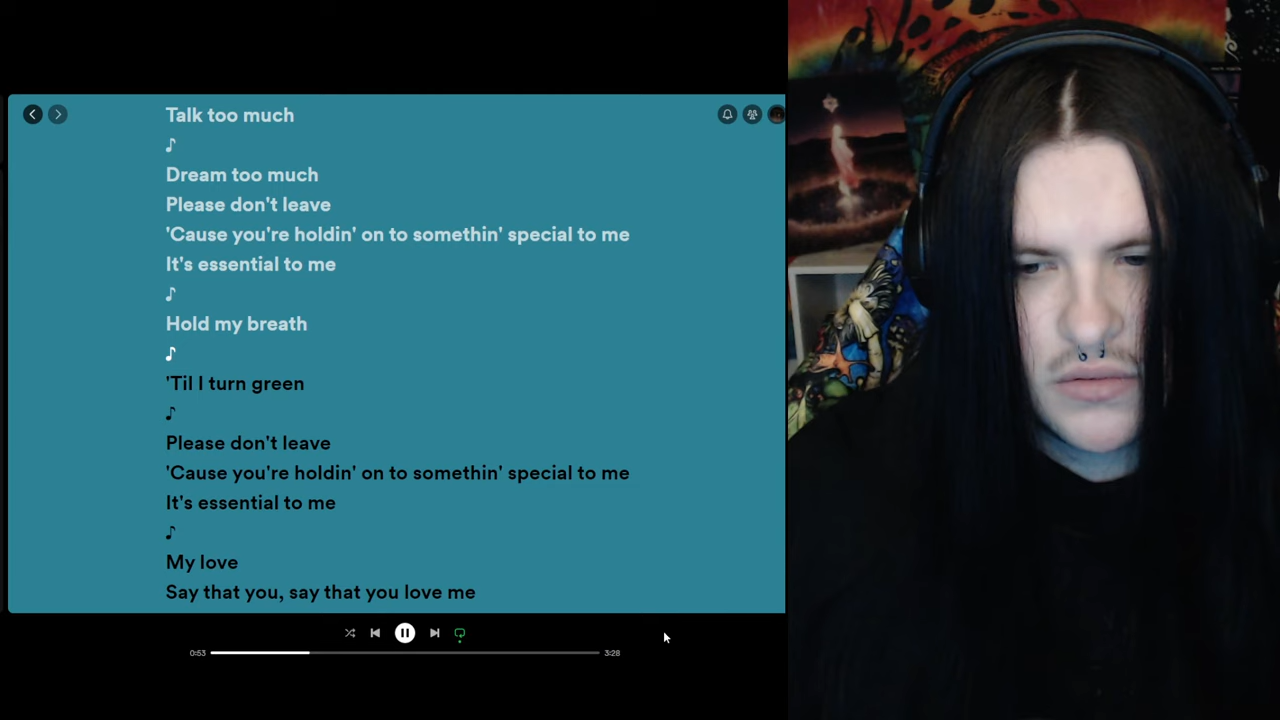 Talk too much
♪
Dream too much
Please don't leave
'Cause you're holdin' on to somethin' special to me
It's essential to me
♪
Hold my breath
♪
'Til I turn green
♪
Please don't leave
'Cause you're holdin' on to somethin' special to me
It's essential to me
♪
My love
Say that you, say that you love me
0:53
3:28